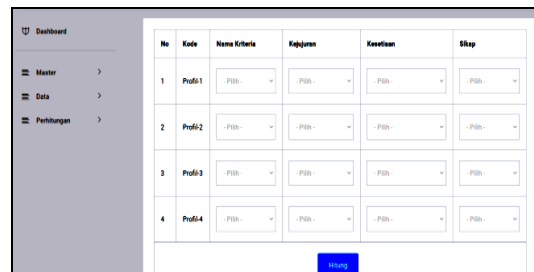 Dashboard
Master
Data
Perhitungan
No Kode Nama Kriteria Kejujuran Kesetiaan Sikap
1 Profil-1 - Pilih - - Pilih - - Pilih - - Pilih -
2 Profil-2 - Pilih - - Pilih - - Pilih - - Pilih -
3 Profil-3 - Pilih - - Pilih - - Pilih - - Pilih -
4 Profil-4 - Pilih - - Pilih - - Pilih - - Pilih -
Hitung